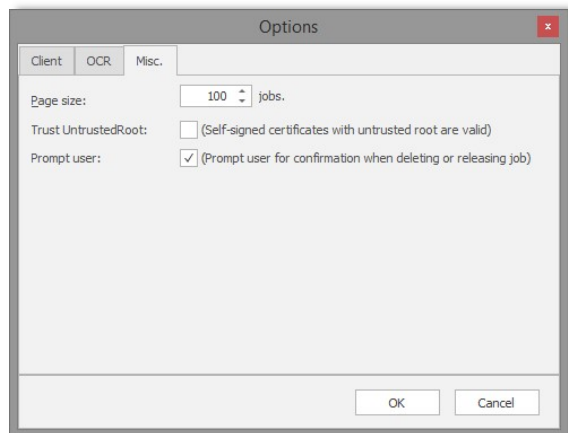 Options
Client OCR Misc.
Page size: 100 jobs.
Trust UntrustedRoot: (Self-signed certificates with untrusted root are valid)
Prompt user: (Prompt user for confirmation when deleting or releasing job)
OK Cancel